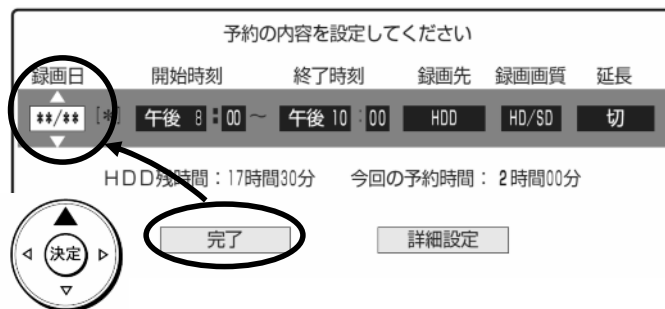 予約の内容を設定してください
録画日 開始時刻 終了時刻 録画先 録画画質 延長
**/** [*] 午後 8:00～ 午後 10:00 HDD HD/SD 切
HDD残時間：17時間30分 今回の予約時間： 2時間00分
完了 詳細設定
決定